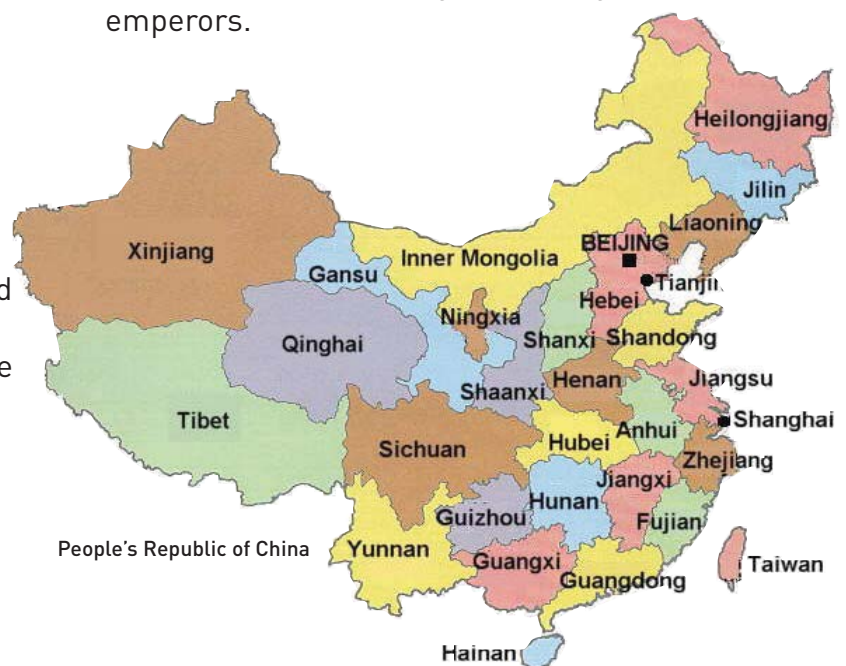 emperors.
Heilongjiang
Jilin
Liaoning
BEIJING
Xinjiang
Inner Mongolia
Gansu
Tianjin
d
Hebei
Ningxia
Qinghai
Shanxi
Shandong
e
Henan
Jiangsu
Shaanxi
Tibet
Shanghai
Anhui
Sichuan
Hubei
Zhejiang
Jiangxi
Hunan
Guizhou
Fujian
People's Republic of China
Yunnan
Guangxi
Taiwan
Guangdong
Hainan